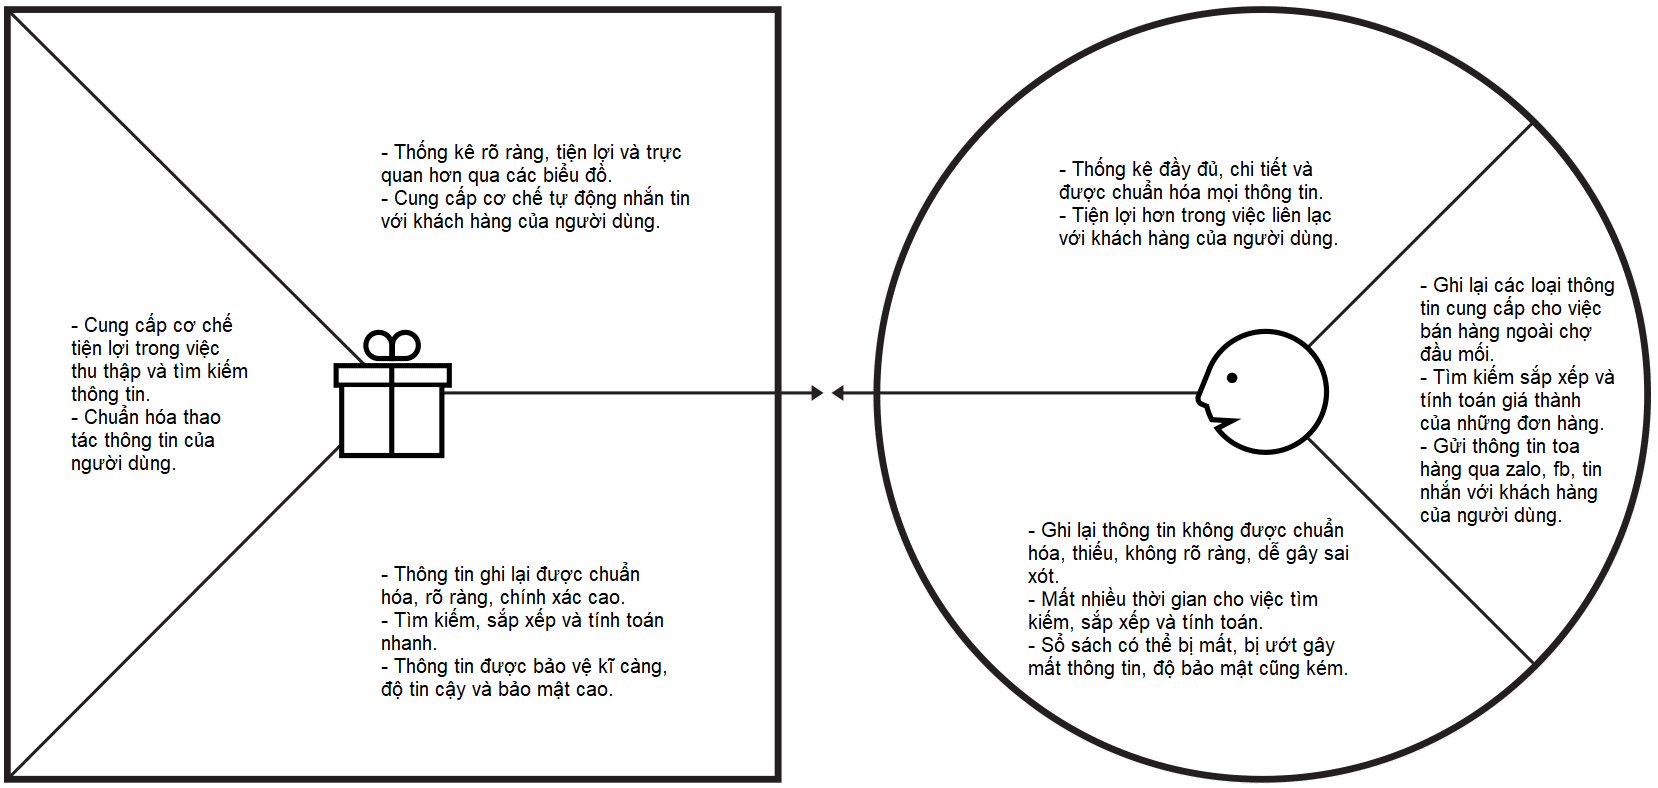 - Thống kê rõ ràng, tiện lợi và trực
quan hơn qua các biểu đồ.
- Cung cấp cơ chế tự động nhắn tin
với khách hàng của người dùng.
- Cung cấp cơ chế
tiện lợi trong việc
thu thập và tìm kiếm
thông tin.
- Chuẩn hóa thao
tác thông tin của
người dùng.
- Thông tin ghi lại được chuẩn
hóa, rõ ràng, chính xác cao.
- Tìm kiếm, sắp xếp và tính toán
nhanh.
- Thông tin được bảo vệ kĩ càng,
độ tin cậy và bảo mật cao.
- Thống kê đầy đủ, chi tiết và
được chuẩn hóa mọi thông tin.
- Tiện lợi hơn trong việc liên lạc
với khách hàng của người dùng.
- Ghi lại các loại thông
tin cung cấp cho việc
bán hàng ngoài chợ
đầu mối.
- Tìm kiếm sắp xếp và
tính toán giá thành
của những đơn hàng.
- Gửi thông tin toa
hàng qua zalo, fb, tin
nhắn với khách hàng
của người dùng.
- Ghi lại thông tin không được chuẩn
hóa, thiếu, không rõ ràng, dễ gây sai
xót.
- Mất nhiều thời gian cho việc tìm
kiếm, sắp xếp và tính toán.
- Sổ sách có thể bị mất, bị ướt gây
mất thông tin, độ bảo mật cũng kém.